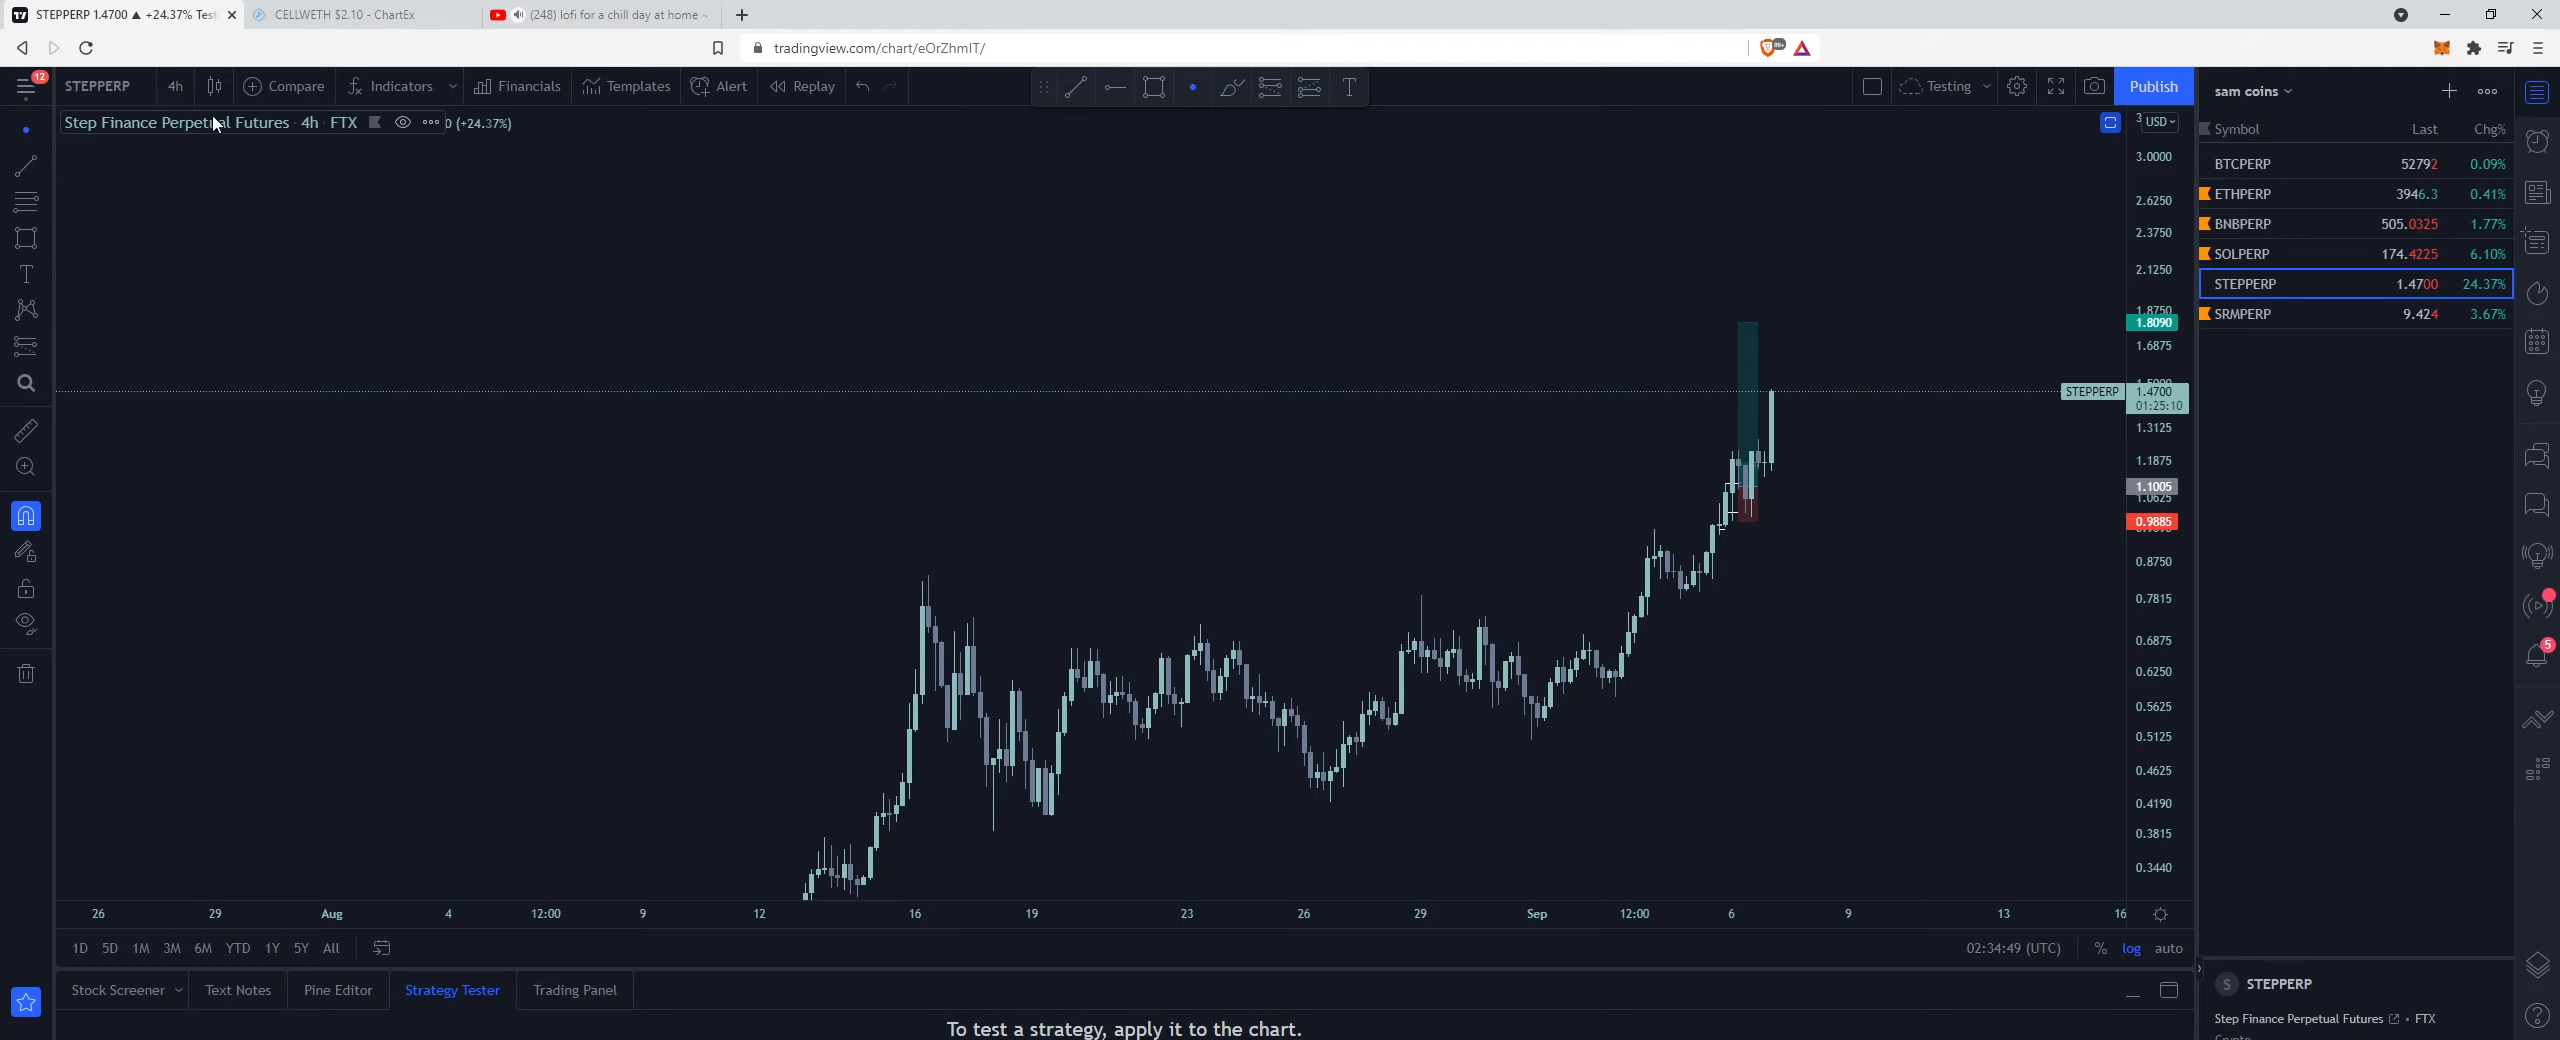 STEPPERP 1.4700 ▲ +24.37% Test
CELLWETH $2.10 - ChartEx
(248) lofi for a chill day at home ~
tradingview.com/chart/eOrZhmIT/
99+
12
STEPPERP
4h
Compare
Indicators
Financials
Templates
Alert
Replay
Testing
Publish
Step Finance Perpetual Futures · 4h · FTX
0 (+24.37%)
USD
3.0000
2.6250
2.3750
2.1250
1.8750
1.8090
1.6875
STEPPERP
1.4700
01:25:10
1.3125
1.1875
1.1005
1.0625
0.9885
0.8750
0.7815
0.6875
0.6250
0.5625
0.5125
0.4625
0.4190
0.3815
0.3440
26 29 Aug 4 12:00 9 12 16 19 23 26 29 Sep 12:00 6 9 13 16
1D 5D 1M 3M 6M YTD 1Y 5Y All
02:34:49 (UTC) % log auto
Stock Screener
Text Notes
Pine Editor
Strategy Tester
Trading Panel
To test a strategy, apply it to the chart.
sam coins
Symbol Last Chg%
BTCPERP 52792 0.09%
ETHPERP 3946.3 0.41%
BNBPERP 505.0325 1.77%
SOLPERP 174.4225 6.10%
STEPPERP 1.4700 24.37%
SRMPERP 9.424 3.67%
5
S STEPPERP
Step Finance Perpetual Futures · FTX